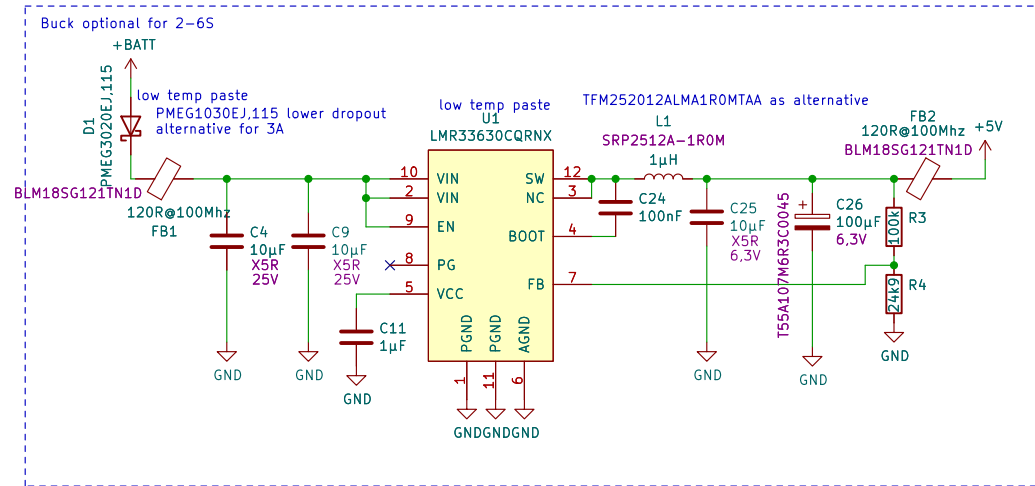 Buck optional for 2-6S
+BATT
D1
PMEG3020EJ,115
low temp paste
PMEG1030EJ,115 lower dropout
alternative for 3A
BLM18SG121TN1D
120R@100Mhz
FB1
C4
10µF
X5R
25V
GND
C9
10µF
X5R
25V
GND
C11
1µF
GND
low temp paste
U1
LMR33630CQRNX
10 VIN
2 VIN
9 EN
8 PG
5 VCC
SW 12
NC 3
BOOT 4
FB 7
PGND 1
PGND 11
AGND 6
GND
GND
GND
TFM252012ALMA1R0MTAA as alternative
L1
SRP2512A-1R0M
1µH
C24
100nF
C25
10µF
X5R
6,3V
GND
T55A107M6R3C0045
+
C26
100µF
6,3V
GND
FB2
120R@100Mhz
BLM18SG121TN1D
+5V
R3
100k
R4
24k9
GND